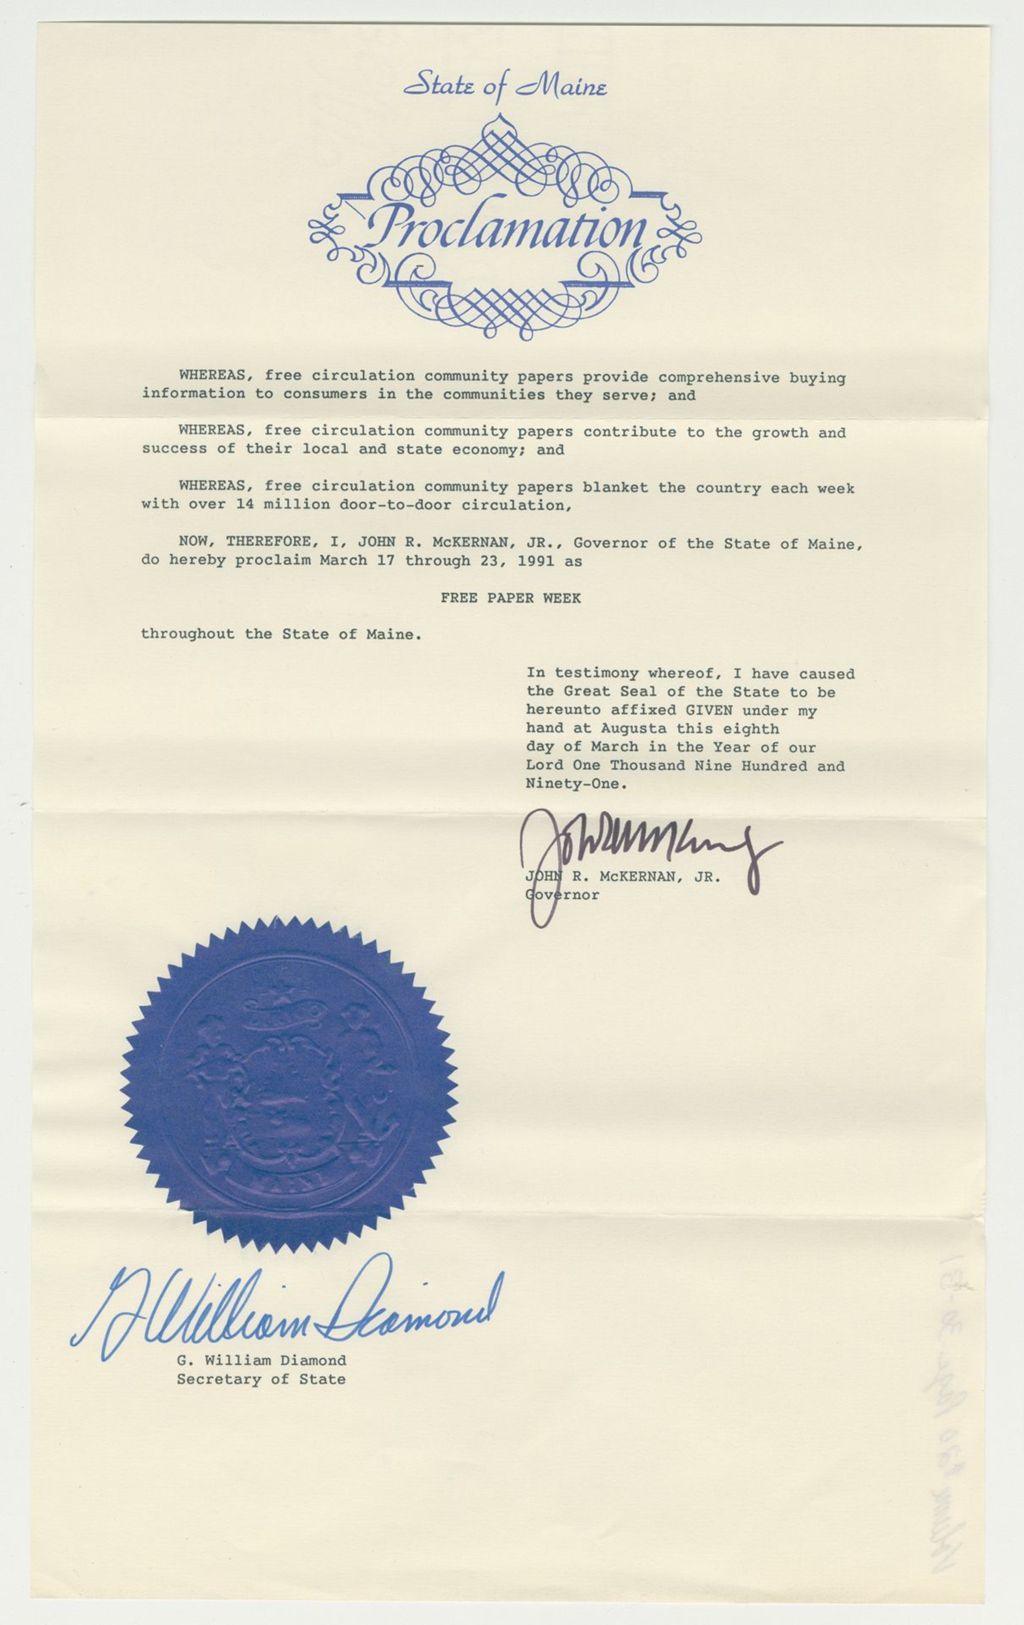 State of Maine
Proclamation
WHEREAS, free circulation community papers provide comprehensive buying
information to consumers in the communities they serve; and
WHEREAS, free circulation community papers contribute to the growth and
success of their local and state economy; and
WHEREAS, free circulation community papers blanket the country each week
with over 14 million door-to-door circulation,
NOW, THEREFORE, I, JOHN R. McKERNAN, JR., Governor of the State of Maine,
do hereby proclaim March 17 through 23, 1991 as
FREE PAPER WEEK
throughout the State of Maine.
In testimony whereof, I have caused
the Great Seal of the State to be
hereunto affixed GIVEN under my
hand at Augusta this eighth
day of March in the Year of our
Lord One Thousand Nine Hundred and
Ninety-One.
JOHN R. McKERNAN, JR.
Governor
MAINE
G William Diamond
G. William Diamond
Secretary of State